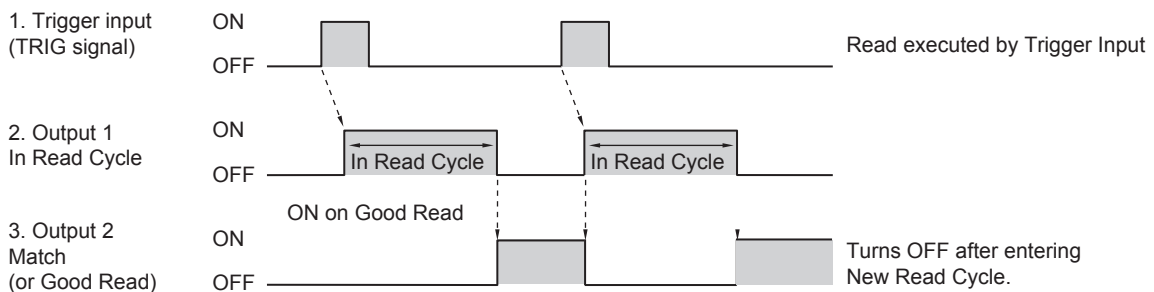 1. Trigger input
(TRIG signal)
ON
OFF
Read executed by Trigger Input
2. Output 1
In Read Cycle
ON
OFF
In Read Cycle
In Read Cycle
ON on Good Read
3. Output 2
Match
(or Good Read)
ON
OFF
Turns OFF after entering
New Read Cycle.